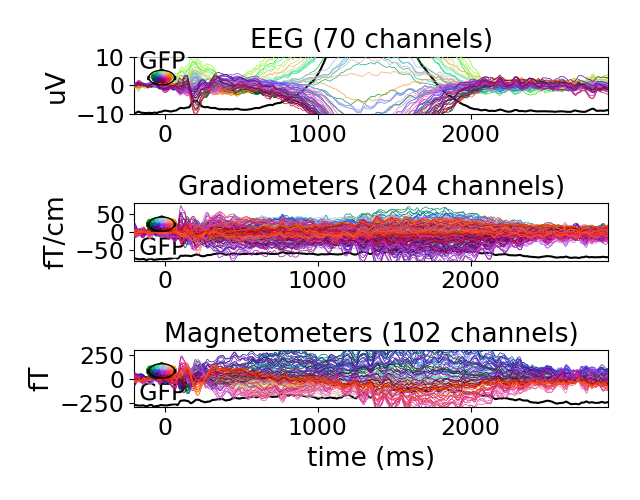 EEG (70 channels)
GFP
uV
10
0
−10
0 1000 2000
Gradiometers (204 channels)
GFP
fT/cm
50
0
−50
0 1000 2000
Magnetometers (102 channels)
GFP
fT
250
0
−250
0 1000 2000
time (ms)